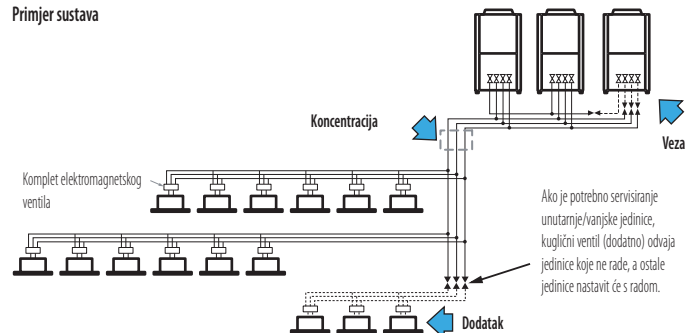 Primjer sustava
Koncentracija
Veza
Komplet elektromagnetskog
ventila
Ako je potrebno servisiranje
unutarnje/vanjske jedinice,
kuglični ventil (dodatno) odvaja
jedinice koje ne rade, a ostale
jedinice nastavit će s radom.
Dodatak